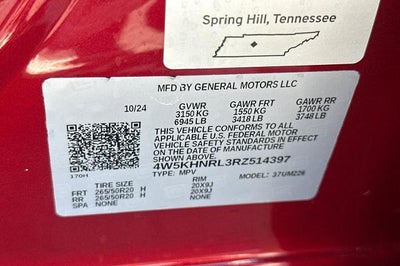 Spring Hill, Tennessee
MFD BY GENERAL MOTORS LLC
10/24 GVWR GAWR FRT GAWR RR
3150 KG 1550 KG 1700 KG
6945 LB 3418 LB 3748 LB
THIS VEHICLE CONFORMS TO ALL
APPLICABLE U.S. FEDERAL MOTOR
VEHICLE SAFETY STANDARDS IN EFFECT
ON THE DATE OF MANUFACTURE SHOWN ABOVE.
4W5KHNRL3RZ514397
170H TYPE: MPV MODEL: 37UM226
TIRE SIZE RIM
FRT 265/50R20 H 20X9J
RR 265/50R20 H 20X9J
SPA NONE NONE